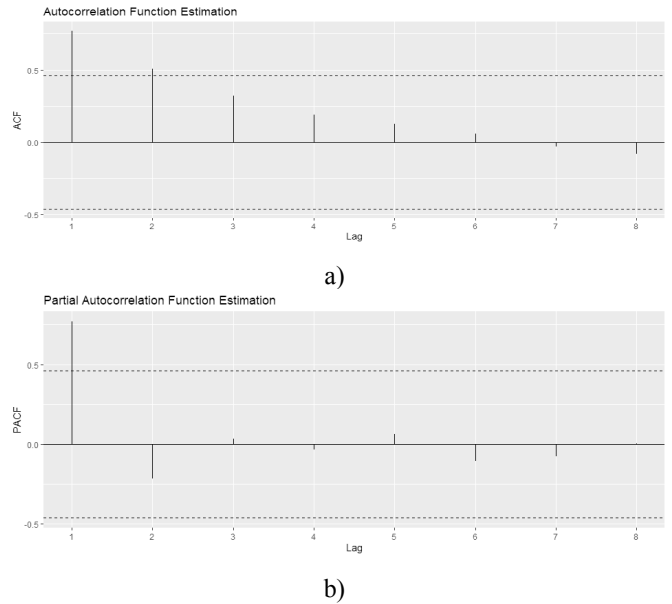 Autocorrelation Function Estimation
0.5
0.0
-0.5
ACF
1 2 3 4 5 6 7 8
Lag
a)
Partial Autocorrelation Function Estimation
0.5
0.0
-0.5
PACF
1 2 3 4 5 6 7 8
Lag
b)